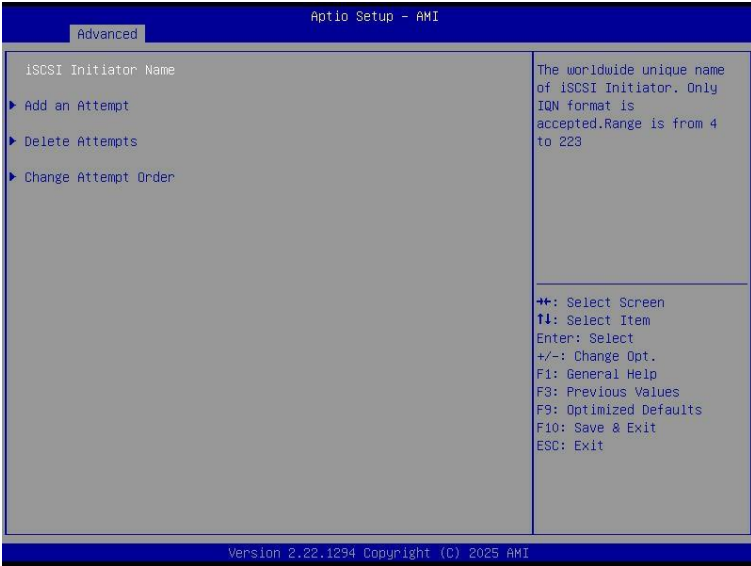 Aptio Setup – AMI
Advanced
iSCSI Initiator Name
▶ Add an Attempt
▶ Delete Attempts
▶ Change Attempt Order
The worldwide unique name
of iSCSI Initiator. Only
IQN format is
accepted.Range is from 4
to 223
→←: Select Screen
↑↓: Select Item
Enter: Select
+/-: Change Opt.
F1: General Help
F3: Previous Values
F9: Optimized Defaults
F10: Save & Exit
ESC: Exit
Version 2.22.1294 Copyright (C) 2025 AMI